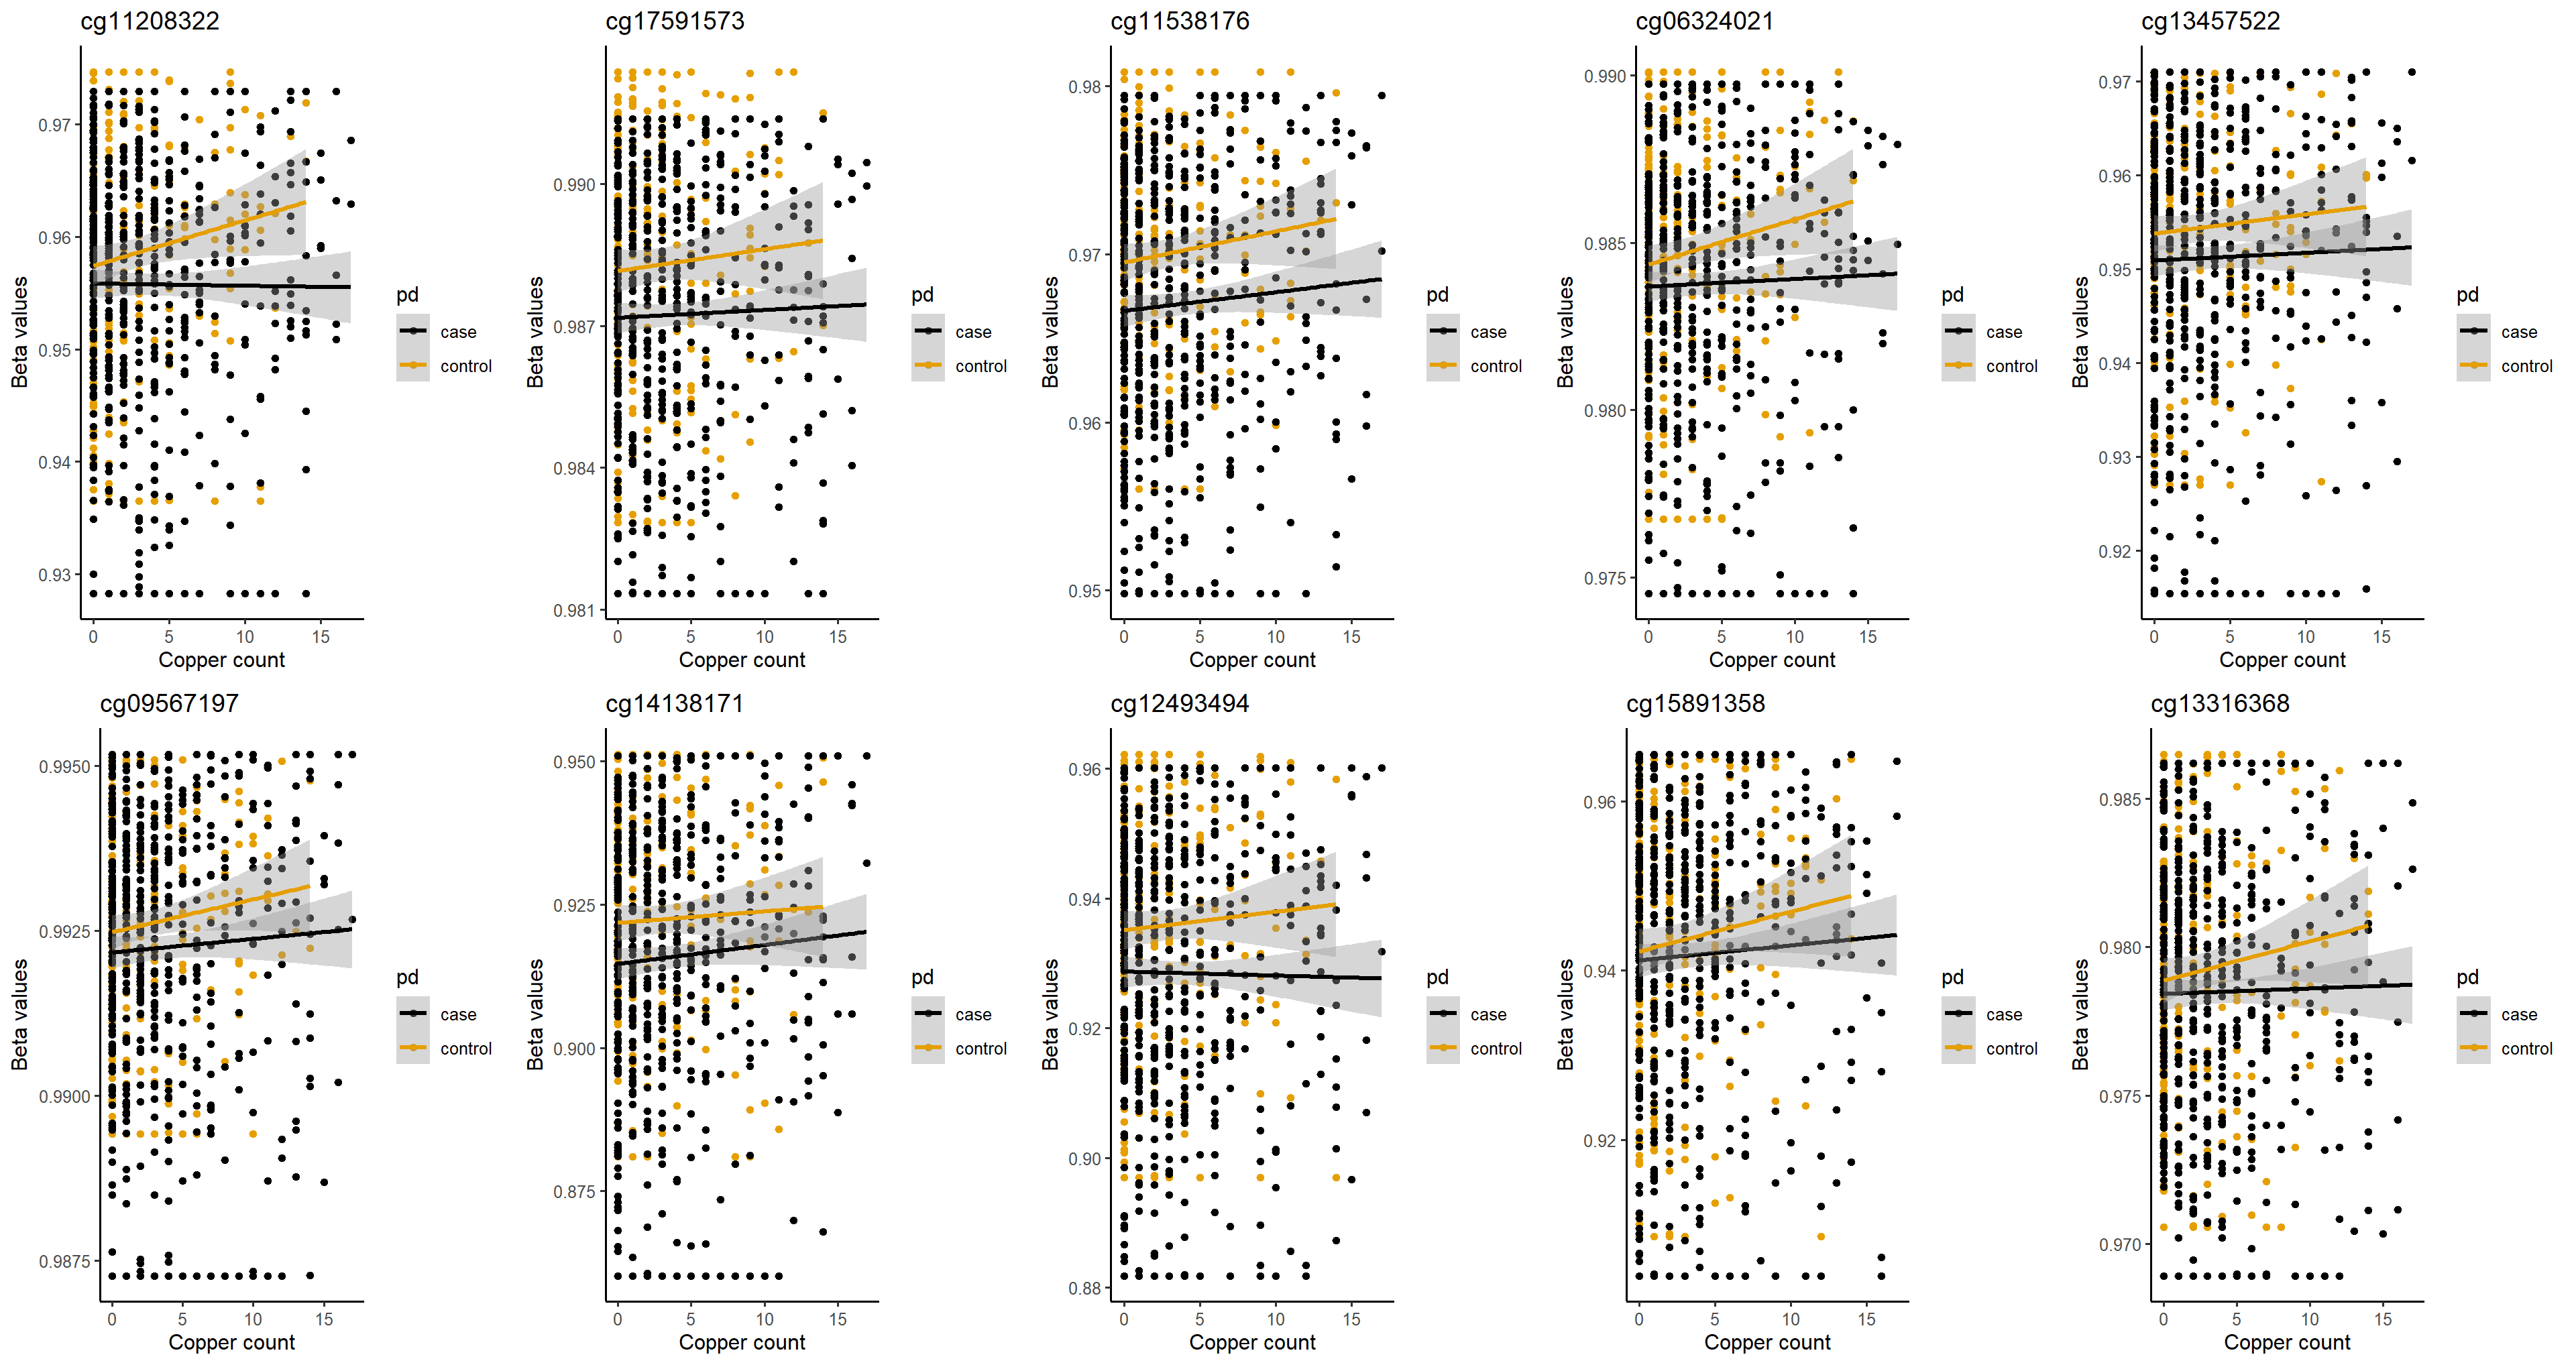 cg11208322
Beta values
0.97
0.96
0.95
0.94
0.93
0 5 10 15
Copper count
pd
case
control
cg17591573
Beta values
0.990
0.987
0.984
0.981
0 5 10 15
Copper count
pd
case
control
cg11538176
Beta values
0.98
0.97
0.96
0.95
0 5 10 15
Copper count
pd
case
control
cg06324021
Beta values
0.990
0.985
0.980
0.975
0 5 10 15
Copper count
pd
case
control
cg13457522
Beta values
0.97
0.96
0.95
0.94
0.93
0.92
0 5 10 15
Copper count
pd
case
control
cg09567197
Beta values
0.9950
0.9925
0.9900
0.9875
0 5 10 15
Copper count
pd
case
control
cg14138171
Beta values
0.950
0.925
0.900
0.875
0 5 10 15
Copper count
pd
case
control
cg12493494
Beta values
0.96
0.94
0.92
0.90
0.88
0 5 10 15
Copper count
pd
case
control
cg15891358
Beta values
0.96
0.94
0.92
0 5 10 15
Copper count
pd
case
control
cg13316368
Beta values
0.985
0.980
0.975
0.970
0 5 10 15
Copper count
pd
case
control